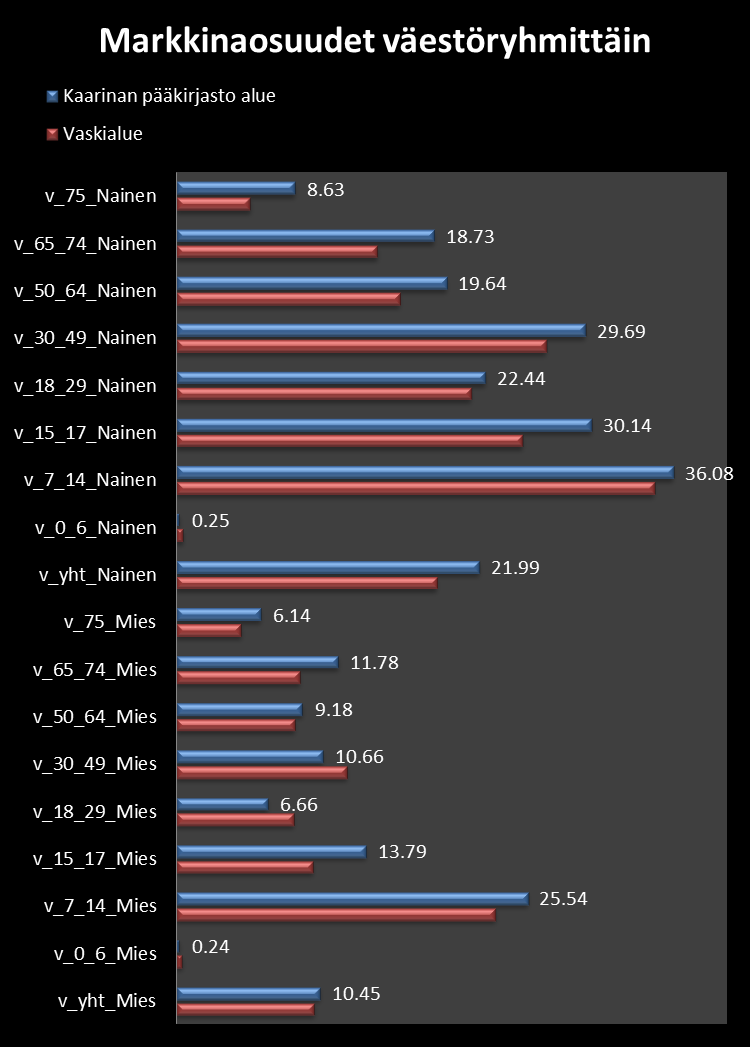 Markkinaosuudet väestöryhmittäin
Kaarinan pääkirjasto alue
Vaskialue
v_75_Nainen 8.63
v_65_74_Nainen 18.73
v_50_64_Nainen 19.64
v_30_49_Nainen 29.69
v_18_29_Nainen 22.44
v_15_17_Nainen 30.14
v_7_14_Nainen 36.08
v_0_6_Nainen 0.25
v_yht_Nainen 21.99
v_75_Mies 6.14
v_65_74_Mies 11.78
v_50_64_Mies 9.18
v_30_49_Mies 10.66
v_18_29_Mies 6.66
v_15_17_Mies 13.79
v_7_14_Mies 25.54
v_0_6_Mies 0.24
v_yht_Mies 10.45